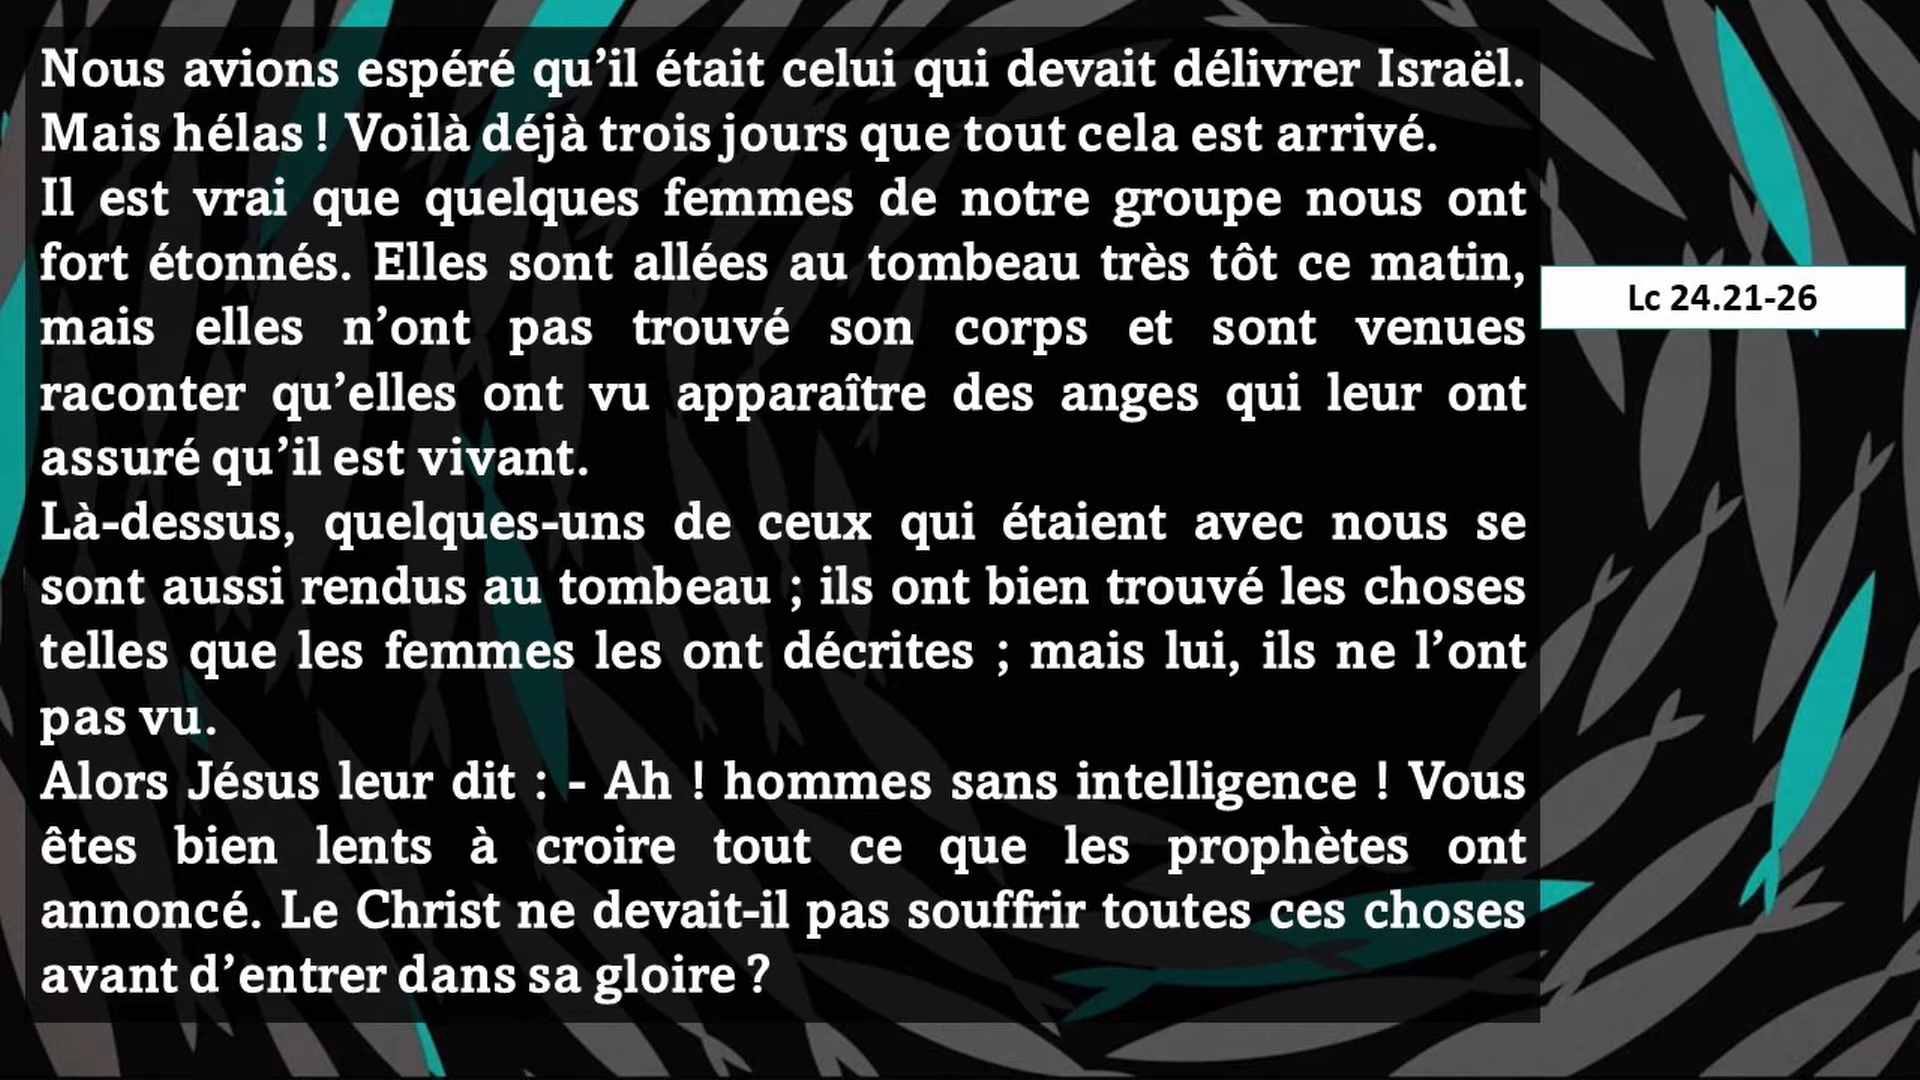 Nous avions espéré qu’il était celui qui devait délivrer Israël.
Mais hélas ! Voilà déjà trois jours que tout cela est arrivé.
Il est vrai que quelques femmes de notre groupe nous ont
fort étonnés. Elles sont allées au tombeau très tôt ce matin,
mais elles n’ont pas trouvé son corps et sont venues
raconter qu’elles ont vu apparaître des anges qui leur ont
assuré qu’il est vivant.
Là-dessus, quelques-uns de ceux qui étaient avec nous se
sont aussi rendus au tombeau ; ils ont bien trouvé les choses
telles que les femmes les ont décrites ; mais lui, ils ne l’ont
pas vu.
Alors Jésus leur dit : - Ah ! hommes sans intelligence ! Vous
êtes bien lents à croire tout ce que les prophètes ont
annoncé. Le Christ ne devait-il pas souffrir toutes ces choses
avant d’entrer dans sa gloire ?
Lc 24.21-26